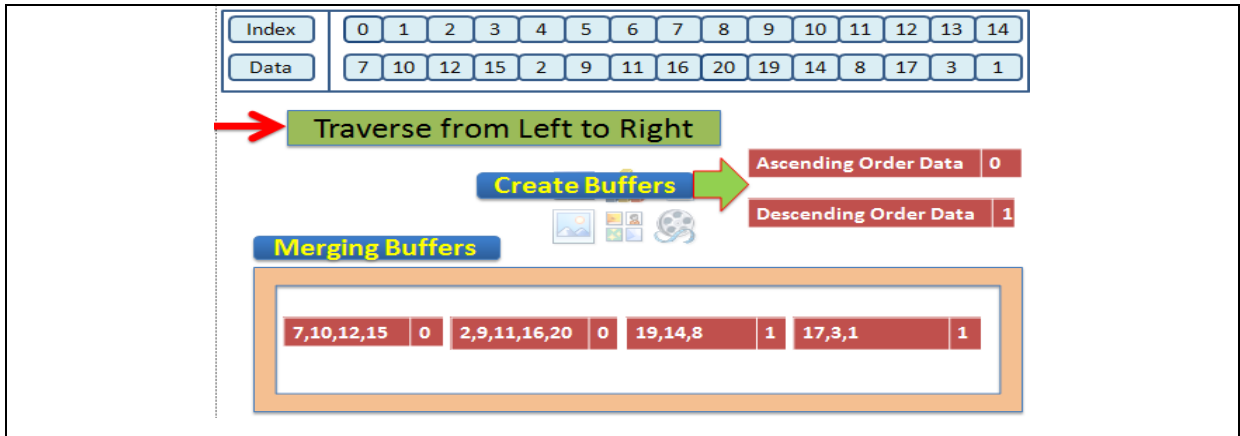 Index 0 1 2 3 4 5 6 7 8 9 10 11 12 13 14
Data 7 10 12 15 2 9 11 16 20 19 14 8 17 3 1
Traverse from Left to Right
Ascending Order Data 0
Create Buffers
Descending Order Data 1
Merging Buffers
7,10,12,15 0 2,9,11,16,20 0 19,14,8 1 17,3,1 1